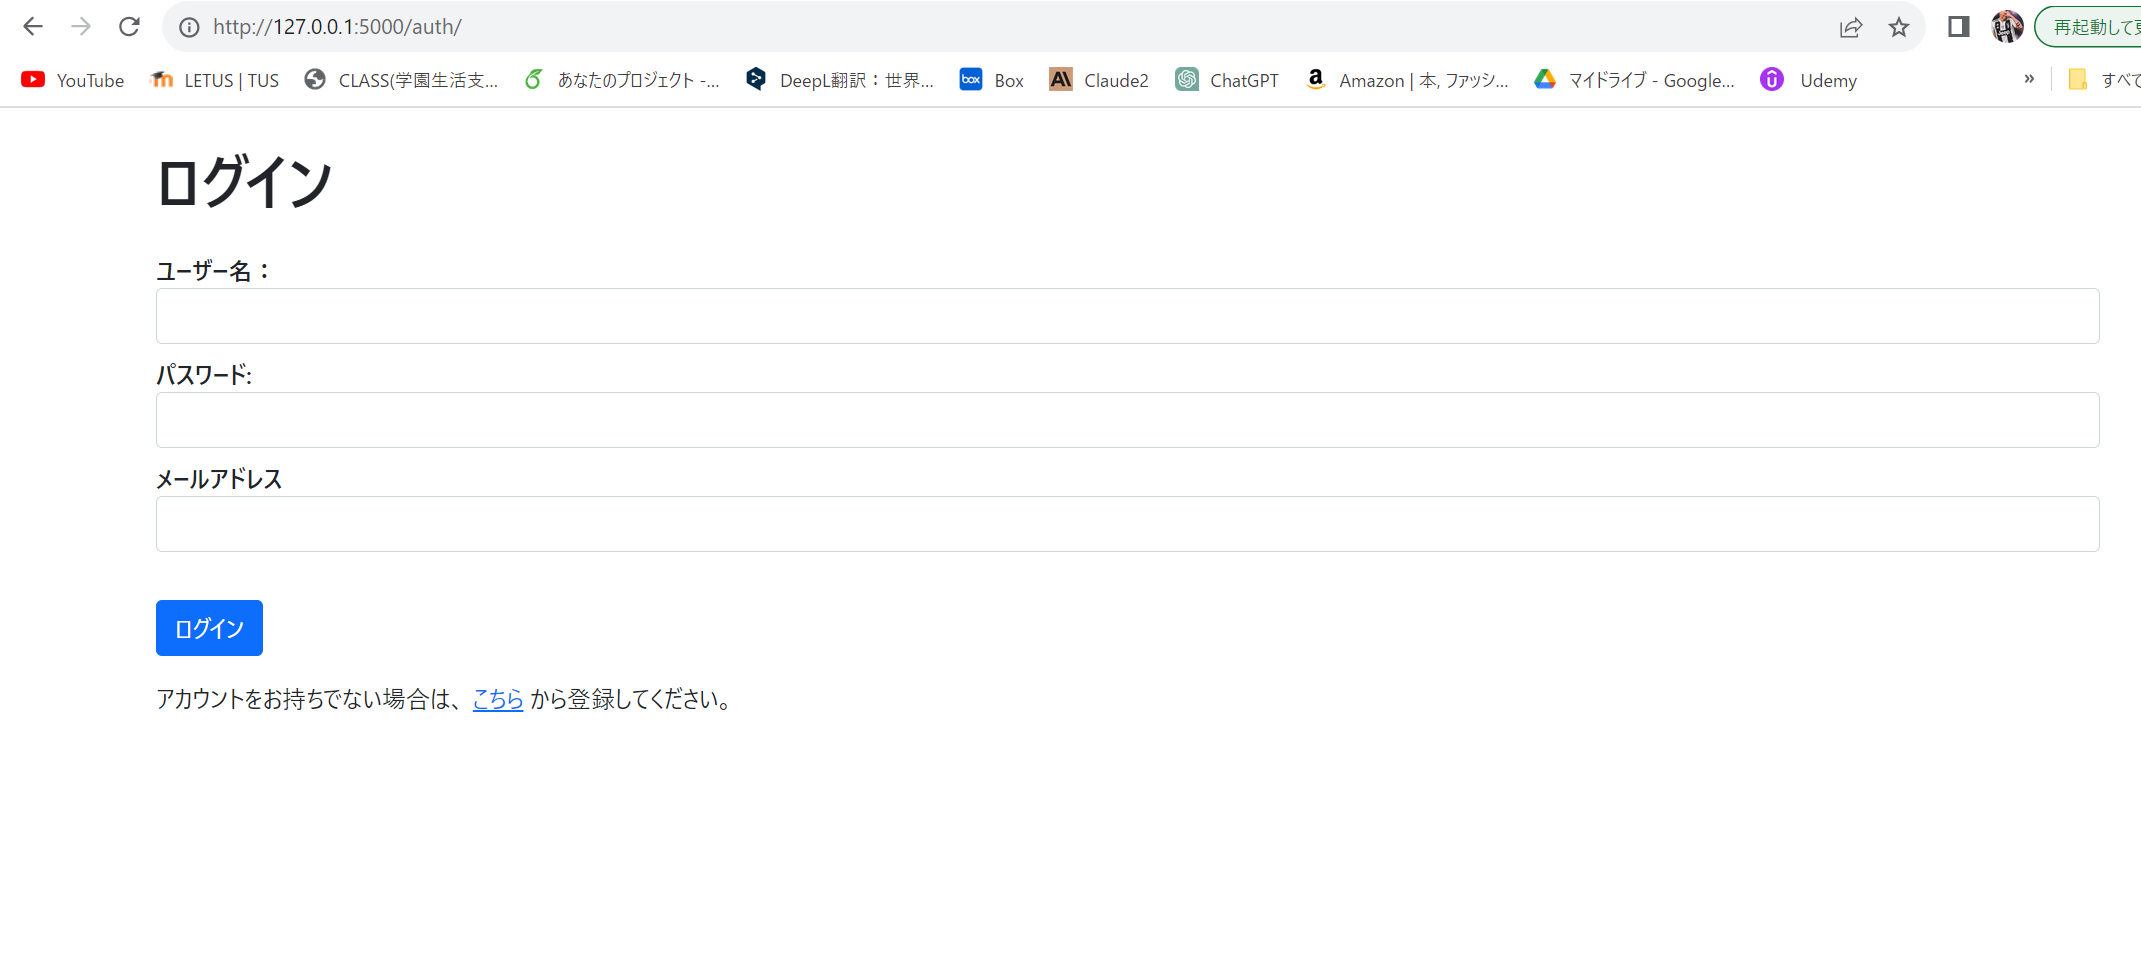 http://127.0.0.1:5000/auth/
再起動して
YouTube LETUS | TUS CLASS(学園生活支... あなたのプロジェクト -... DeepL翻訳：世界... box Box Claude2 ChatGPT Amazon | 本, ファッシ... マイドライブ - Google... Udemy » すべて
ログイン
ユーザー名：
パスワード:
メールアドレス
ログイン
アカウントをお持ちでない場合は、 こちら から登録してください。